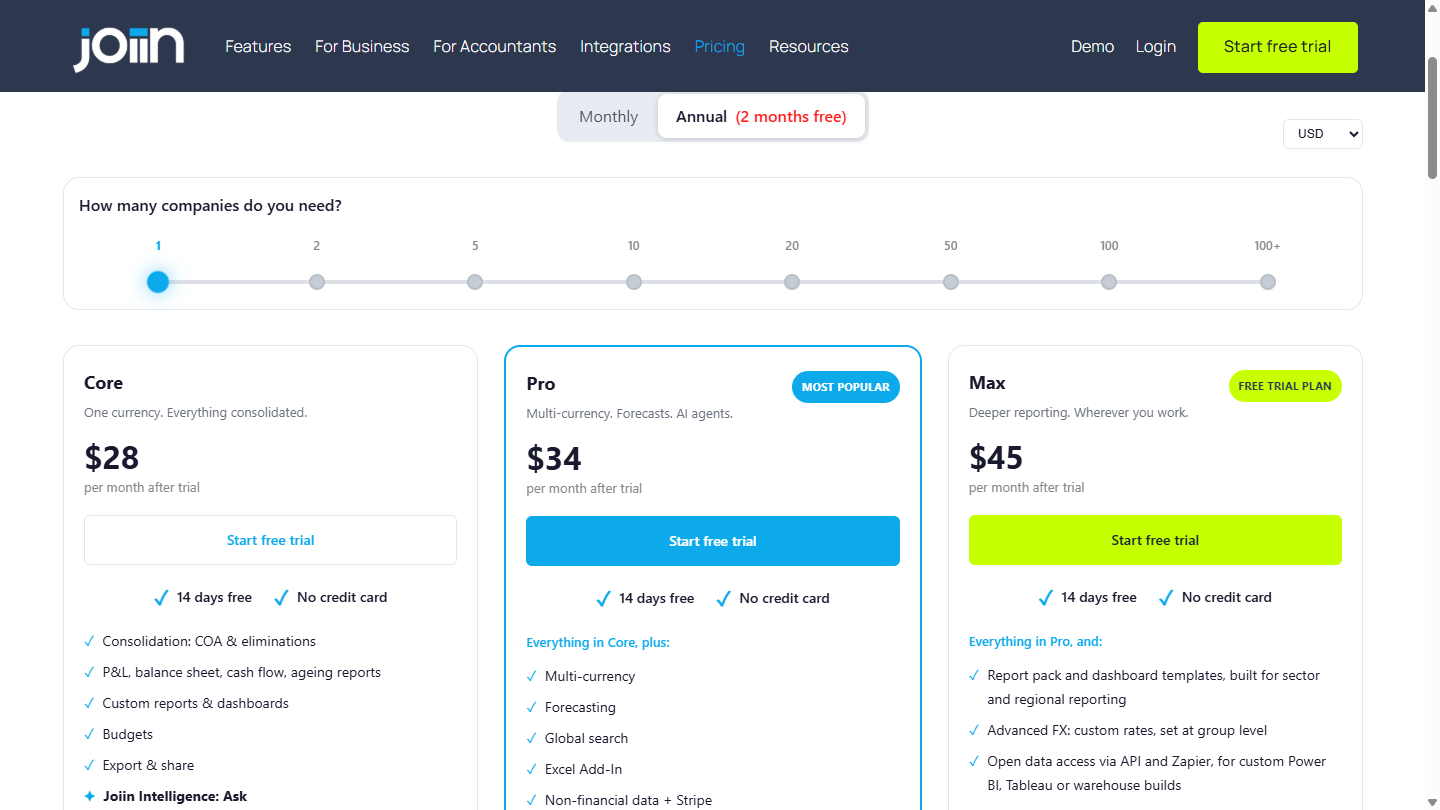 joiin
Features For Business For Accountants Integrations Pricing Resources Demo Login Start free trial
Monthly Annual (2 months free)
USD
How many companies do you need?
1 2 5 10 20 50 100 100+
Core
One currency. Everything consolidated.
$28
per month after trial
Start free trial
14 days free No credit card
Consolidation: COA & eliminations
P&L, balance sheet, cash flow, ageing reports
Custom reports & dashboards
Budgets
Export & share
Joiin Intelligence: Ask
Pro
MOST POPULAR
Multi-currency. Forecasts. AI agents.
$34
per month after trial
Start free trial
14 days free No credit card
Everything in Core, plus:
Multi-currency
Forecasting
Global search
Excel Add-In
Non-financial data + Stripe
Max
FREE TRIAL PLAN
Deeper reporting. Wherever you work.
$45
per month after trial
Start free trial
14 days free No credit card
Everything in Pro, and:
Report pack and dashboard templates, built for sector
and regional reporting
Advanced FX: custom rates, set at group level
Open data access via API and Zapier, for custom Power
BI, Tableau or warehouse builds